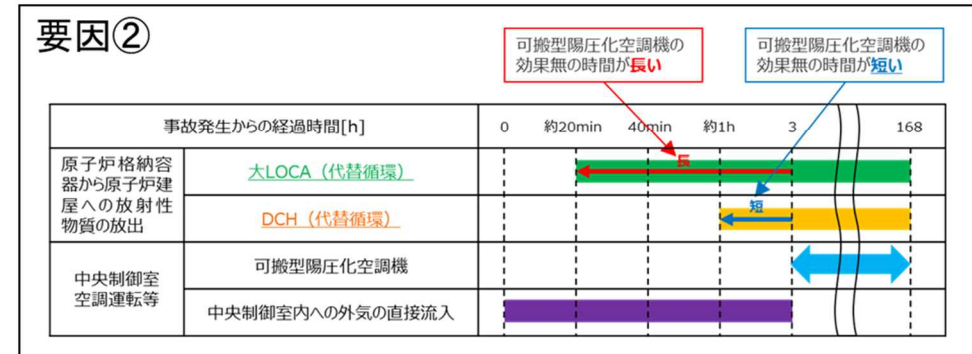 要因②
可搬型陽圧化空調機の
効果無の時間が長い
可搬型陽圧化空調機の
効果無の時間が短い
事故発生からの経過時間[h]
0 約20min 40min 約1h 3 168
原子炉格納容
器から原子炉建
屋への放射性
物質の放出
大LOCA（代替循環）
長
DCH（代替循環）
短
中央制御室
空調運転等
可搬型陽圧化空調機
中央制御室内への外気の直接流入